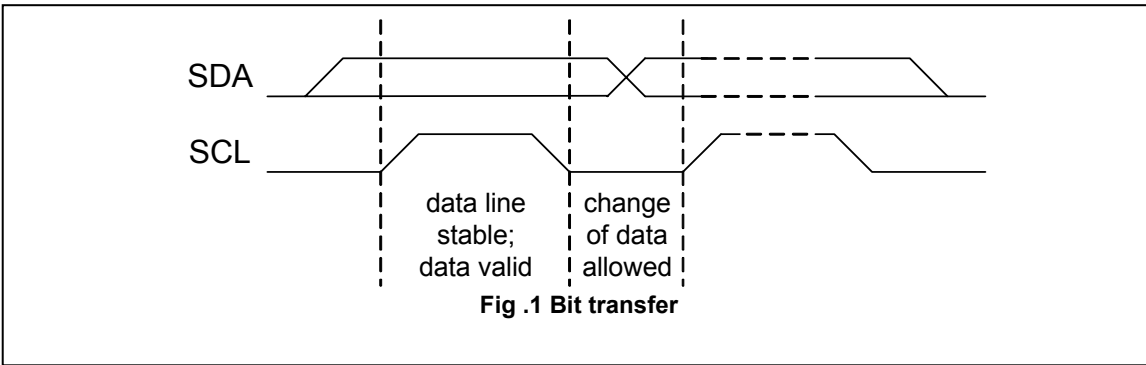 SDA
SCL
data line
stable;
data valid
change
of data
allowed
Fig .1 Bit transfer